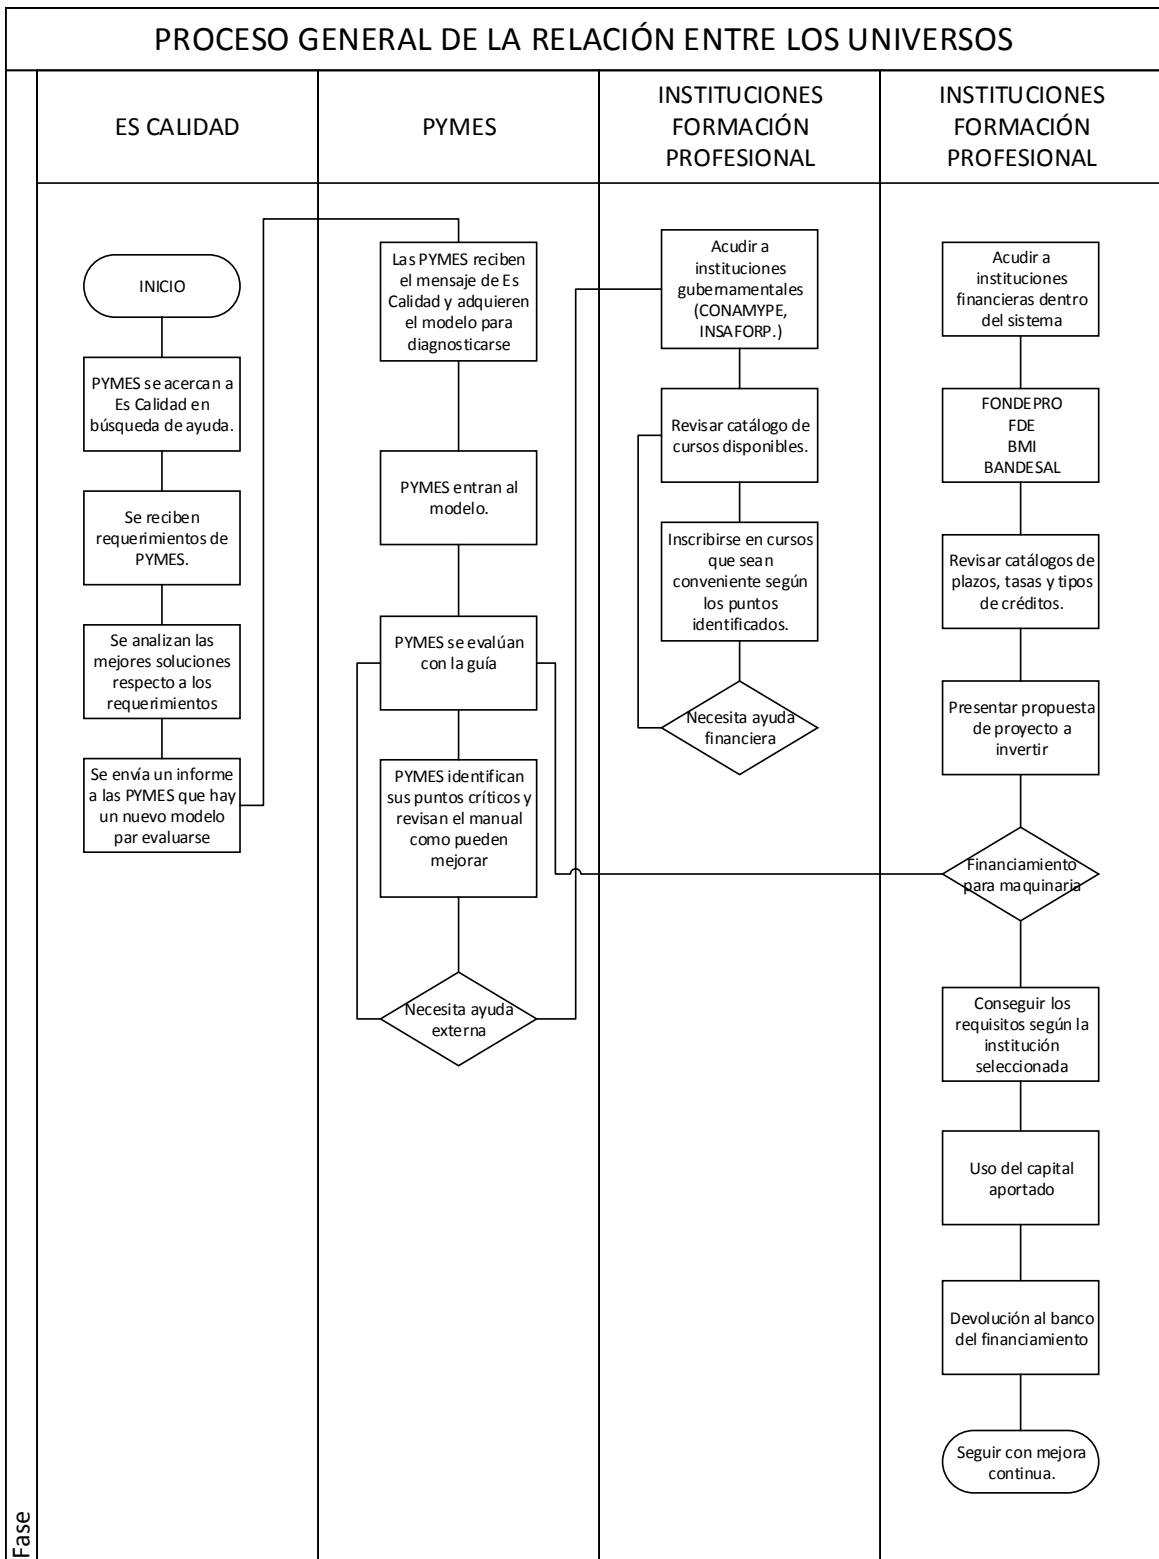 PROCESO GENERAL DE LA RELACIÓN ENTRE LOS UNIVERSOS
Fase
ES CALIDAD
PYMES
INSTITUCIONES
FORMACIÓN
PROFESIONAL
INSTITUCIONES
FORMACIÓN
PROFESIONAL
INICIO
PYMES se acercan a
Es Calidad en
búsqueda de ayuda.
Se reciben
requerimientos de
PYMES.
Se analizan las
mejores soluciones
respecto a los
requerimientos
Se envía un informe
a las PYMES que hay
un nuevo modelo
par evaluarse
Las PYMES reciben
el mensaje de Es
Calidad y adquieren
el modelo para
diagnosticarse
PYMES entran al
modelo.
PYMES se evalúan
con la guía
PYMES identifican
sus puntos críticos y
revisan el manual
como pueden
mejorar
Necesita ayuda
externa
Acudir a
instituciones
gubernamentales
(CONAMYPE,
INSAFORP.)
Revisar catálogo de
cursos disponibles.
Inscribirse en cursos
que sean
conveniente según
los puntos
identificados.
Necesita ayuda
financiera
Acudir a
instituciones
financieras dentro
del sistema
FONDEPRO
FDE
BMI
BANDESAL
Revisar catálogos de
plazos, tasas y tipos
de créditos.
Presentar propuesta
de proyecto a
invertir
Financiamiento
para maquinaria
Conseguir los
requisitos según la
institución
seleccionada
Uso del capital
aportado
Devolución al banco
del financiamiento
Seguir con mejora
continua.